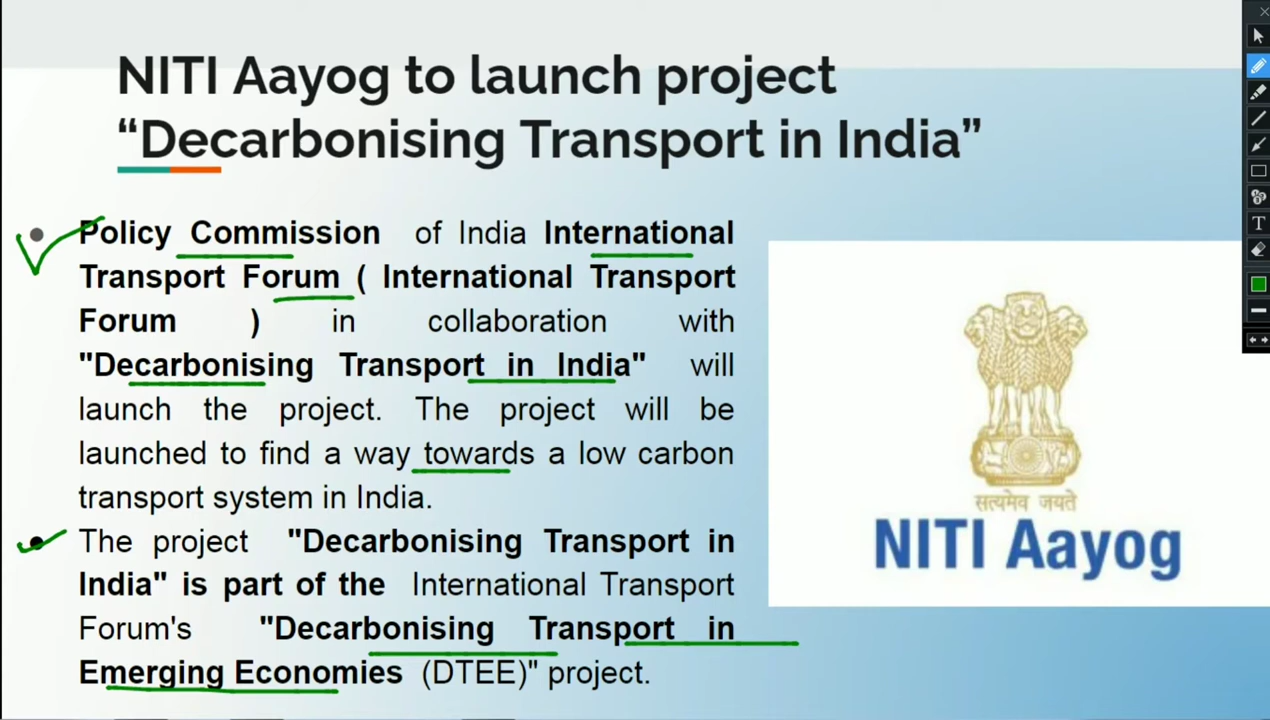 NITI Aayog to launch project
“Decarbonising Transport in India”
Policy Commission of India International
Transport Forum ( International Transport
Forum ) in collaboration with
"Decarbonising Transport in India" will
launch the project. The project will be
launched to find a way towards a low carbon
transport system in India.
The project "Decarbonising Transport in
India" is part of the International Transport
Forum's "Decarbonising Transport in
Emerging Economies (DTEE)" project.
सत्यमेव जयते
NITI Aayog